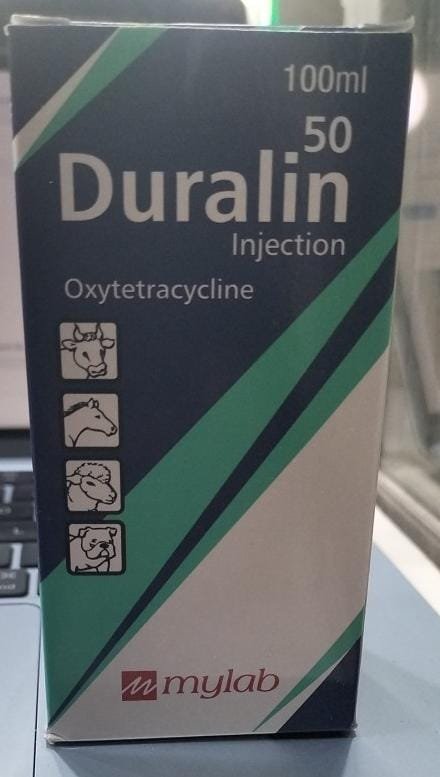 100ml
50
Duralin
Injection
Oxytetracycline
mylab